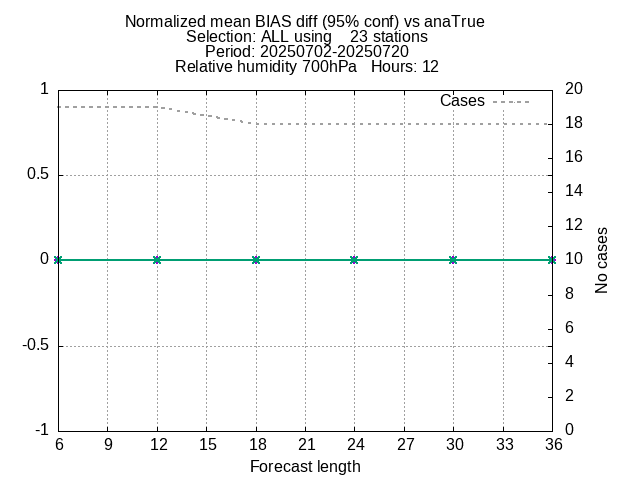 Normalized mean BIAS diff (95% conf) vs anaTrue
Selection: ALL using    23 stations
Period: 20250702-20250720
Relative humidity 700hPa   Hours: 12
Cases
1
0.5
0
-0.5
-1
20
18
16
14
12
10
8
6
4
2
0
No cases
6 9 12 15 18 21 24 27 30 33 36
Forecast length